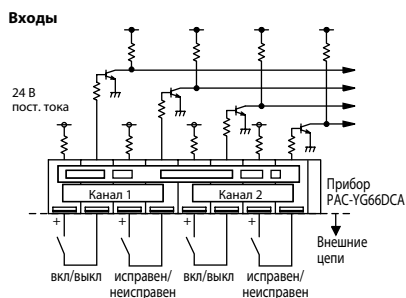 Входы
24 В
пост. тока
Канал 1
Канал 2
Прибор
PAC-YG66DCA
+
+
+
+
Внешние
цепи
вкл/выкл
исправен/
неисправен
вкл/выкл
исправен/
неисправен